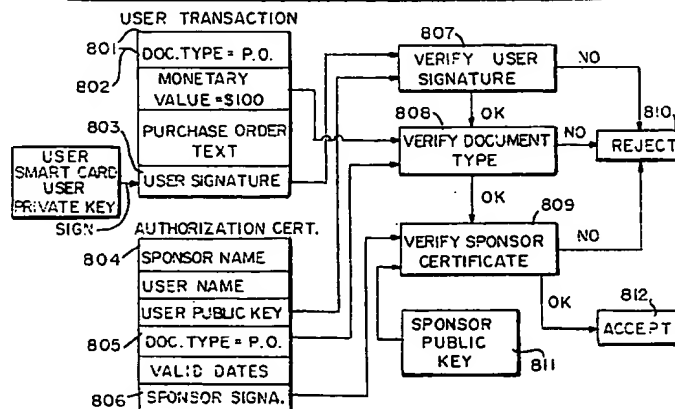 USER TRANSACTION
801
802
DOC.TYPE = P.O.
MONETARY
VALUE=$100
PURCHASE ORDER
TEXT
803
USER SIGNATURE
USER
SMART CARD
USER
PRIVATE KEY
SIGN
AUTHORIZATION CERT.
804
SPONSOR NAME
USER NAME
USER PUBLIC KEY
805
DOC.TYPE = P.O.
VALID DATES
806
SPONSOR SIGNA.
807
VERIFY USER
SIGNATURE
NO
OK
808
VERIFY DOCUMENT
TYPE
NO
810
REJECT
OK
809
VERIFY SPONSOR
CERTIFICATE
NO
OK
812
ACCEPT
SPONSOR
PUBLIC
KEY
811